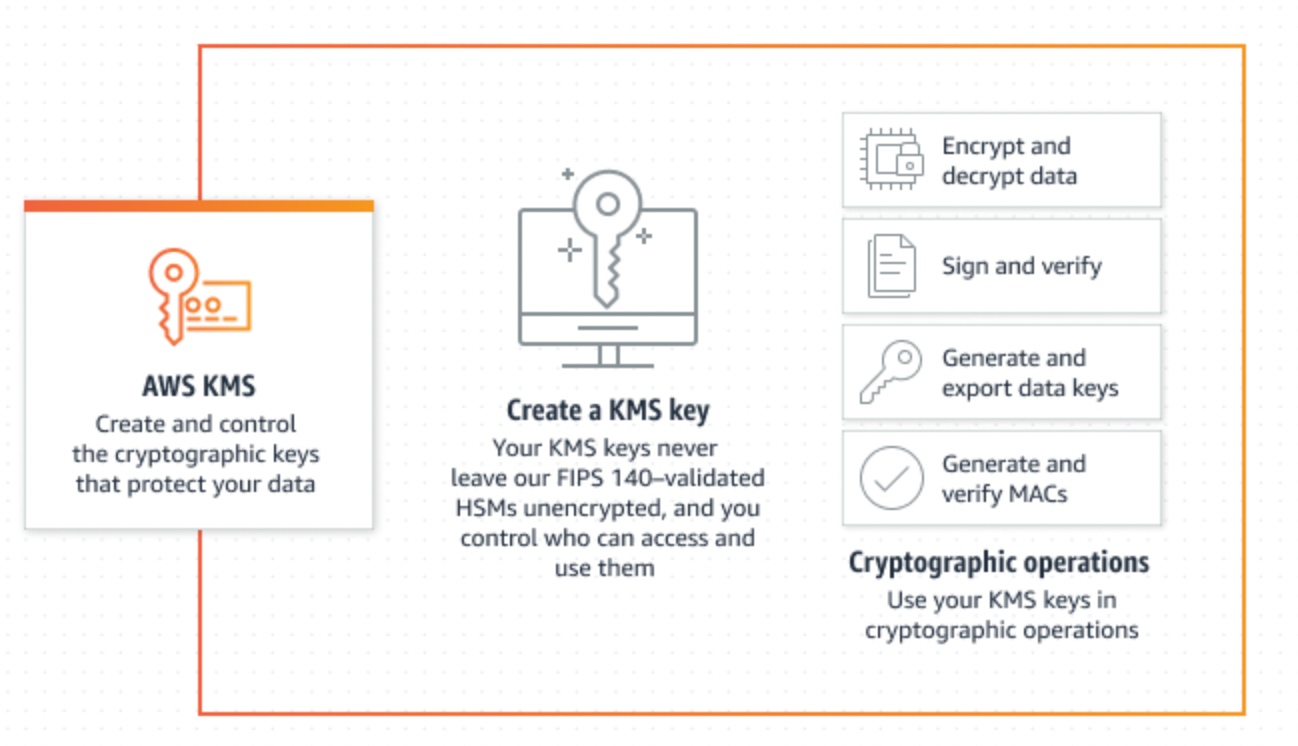 AWS KMS
Create and control
the cryptographic keys
that protect your data
Create a KMS key
Your KMS keys never
leave our FIPS 140–validated
HSMs unencrypted, and you
control who can access and
use them
Encrypt and
decrypt data
Sign and verify
Generate and
export data keys
Generate and
verify MACs
Cryptographic operations
Use your KMS keys in
cryptographic operations